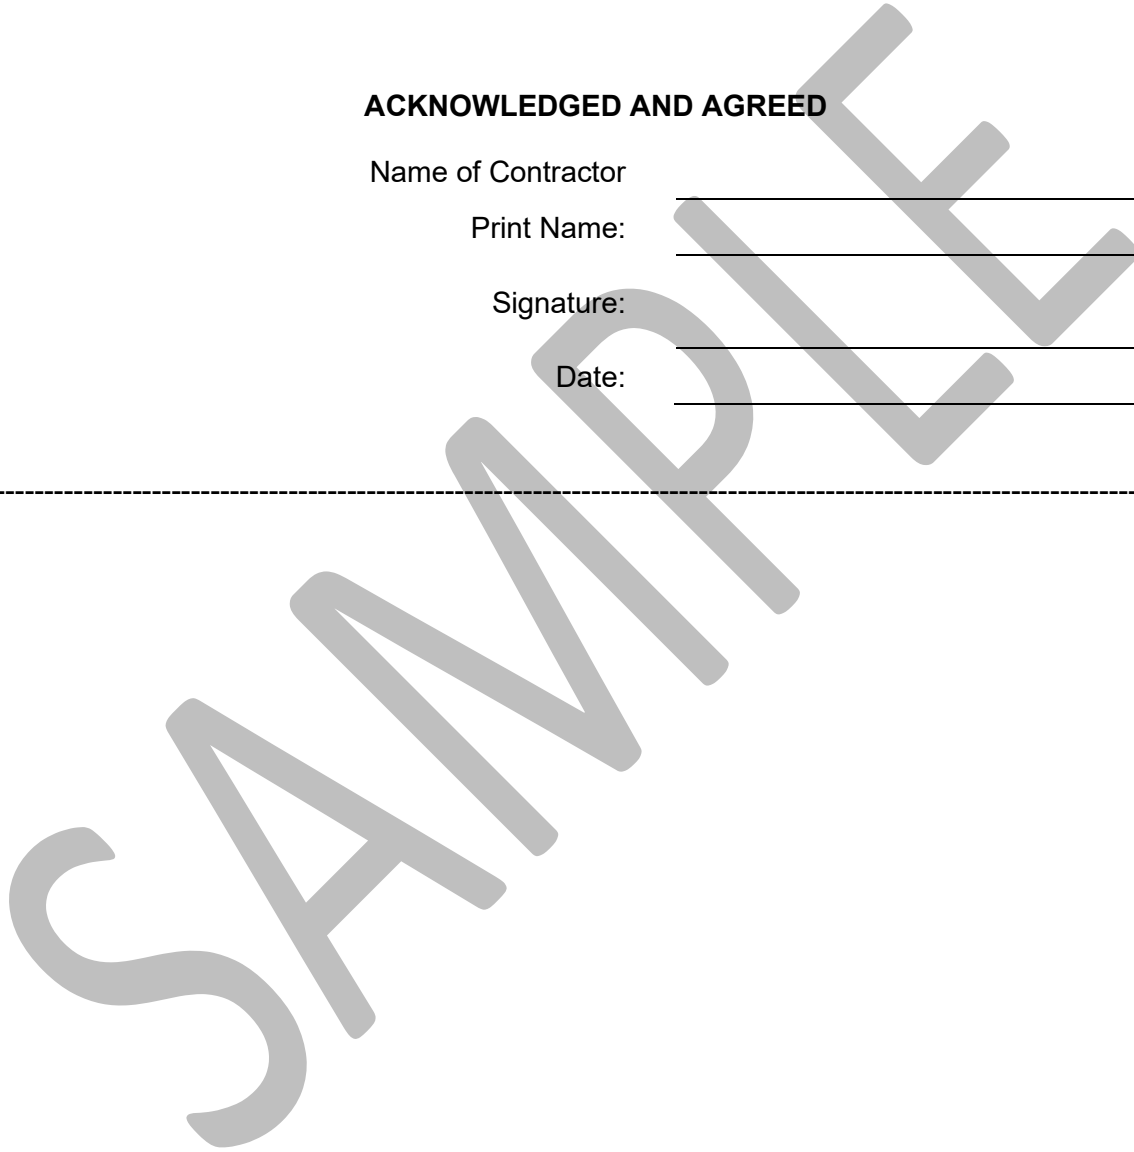 ACKNOWLEDGED AND AGREED
Name of Contractor
Print Name:
Signature:
Date:
SAMPLE